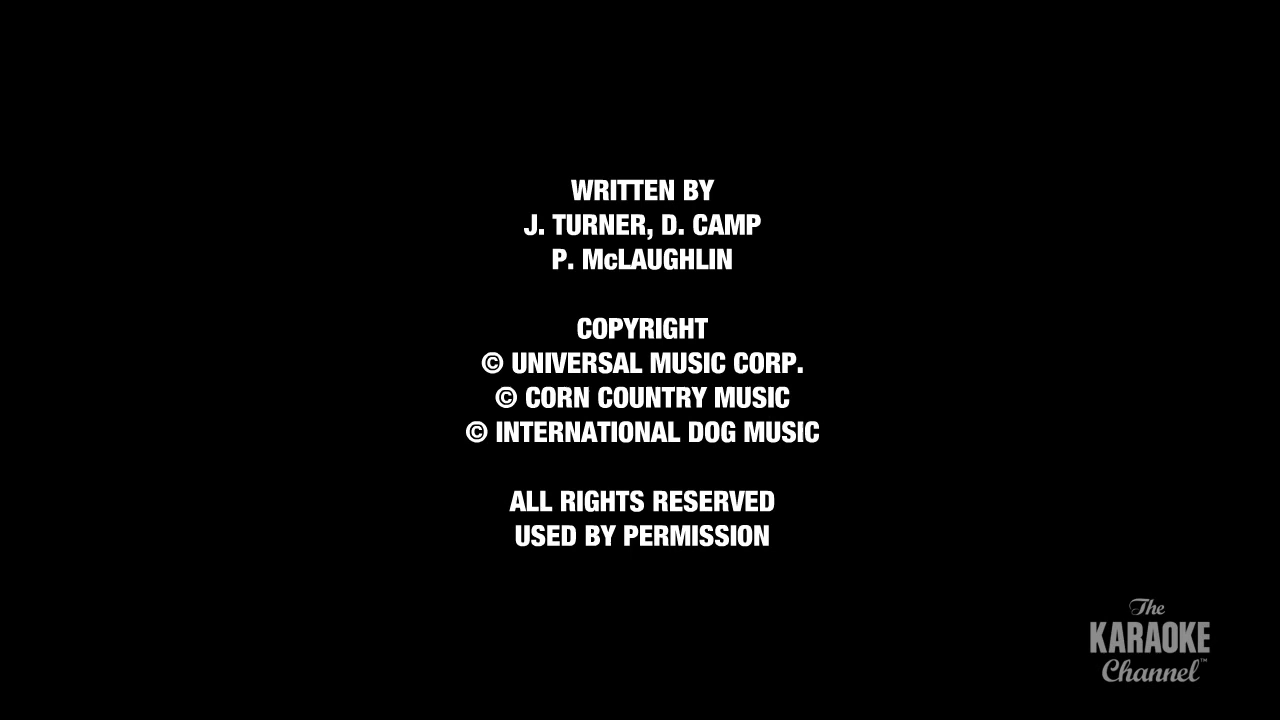 WRITTEN BY
J. TURNER, D. CAMP
P. McLAUGHLIN
COPYRIGHT
© UNIVERSAL MUSIC CORP.
© CORN COUNTRY MUSIC
© INTERNATIONAL DOG MUSIC
ALL RIGHTS RESERVED
USED BY PERMISSION
The
KARAOKE
Channel™